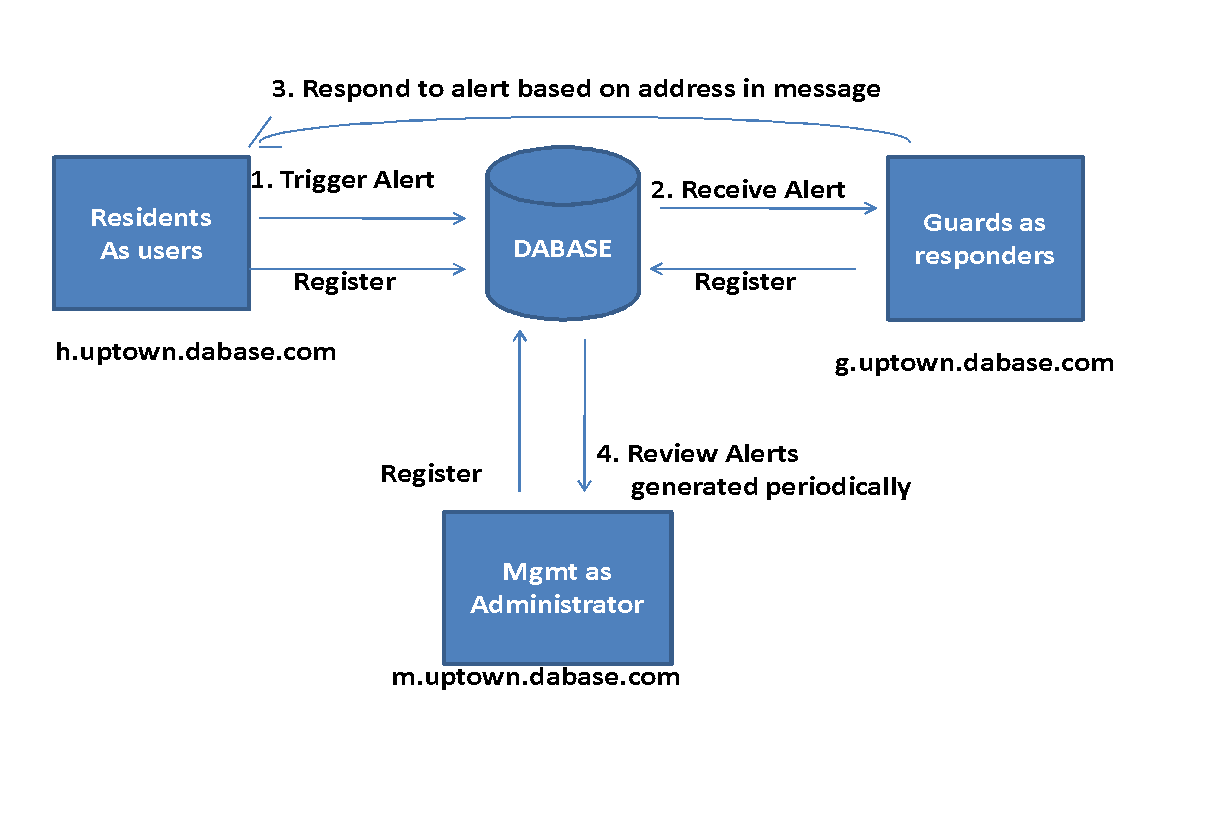 3. Respond to alert based on address in message
1. Trigger Alert
2. Receive Alert
Residents
As users
DABASE
Guards as
responders
Register
Register
h.uptown.dabase.com
g.uptown.dabase.com
Register
4. Review Alerts
generated periodically
Mgmt as
Administrator
m.uptown.dabase.com